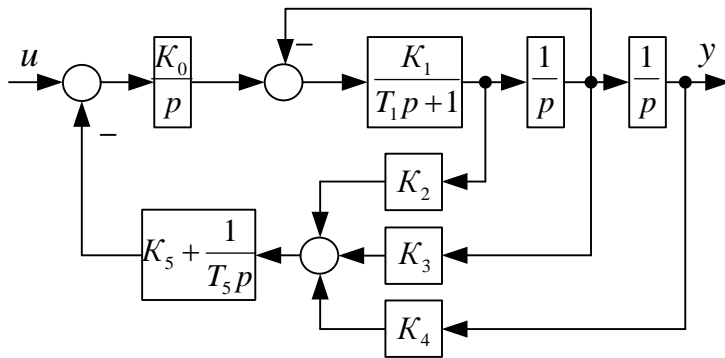 u
−
K₀/p
−
K₁/(T₁p+1)
1/p
1/p
y
K₂
K₅ + 1/(T₅p)
K₃
K₄
−